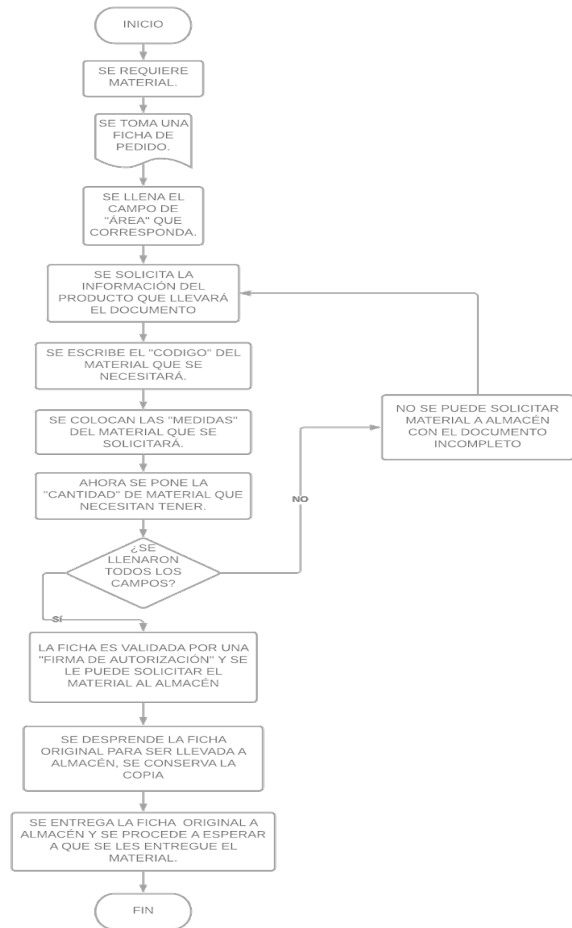 INICIO
SE REQUIERE
MATERIAL.
SE TOMA UNA
FICHA DE
PEDIDO.
SE LLENA EL
CAMPO DE
"ÁREA" QUE
CORRESPONDA.
SE SOLICITA LA
INFORMACIÓN DEL
PRODUCTO QUE LLEVARÁ
EL DOCUMENTO
SE ESCRIBE EL "CODIGO" DEL
MATERIAL QUE SE
NECESITARÁ.
SE COLOCAN LAS "MEDIDAS"
DEL MATERIAL QUE SE
SOLICITARÁ.
AHORA SE PONE LA
"CANTIDAD" DE MATERIAL QUE
NECESITAN TENER.
¿SE
LLENARON
TODOS LOS
CAMPOS?
NO
NO SE PUEDE SOLICITAR
MATERIAL A ALMACÉN
CON EL DOCUMENTO
INCOMPLETO
SÍ
LA FICHA ES VALIDADA POR UNA
"FIRMA DE AUTORIZACIÓN" Y SE
LE PUEDE SOLICITAR EL
MATERIAL AL ALMACÉN
SE DESPRENDE LA FICHA
ORIGINAL PARA SER LLEVADA A
ALMACÉN, SE CONSERVA LA
COPIA
SE ENTREGA LA FICHA ORIGINAL A
ALMACÉN Y SE PROCEDE A ESPERAR
A QUE SE LES ENTREGUE EL
MATERIAL.
FIN